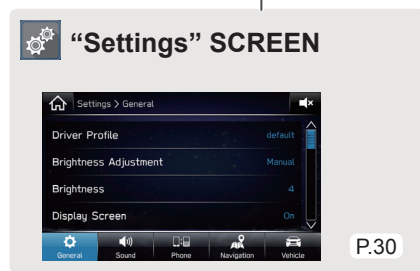 “Settings” SCREEN
Settings > General
Driver Profile default
Brightness Adjustment Manual
Brightness 4
Display Screen On
General Sound Phone Navigation Vehicle
P.30